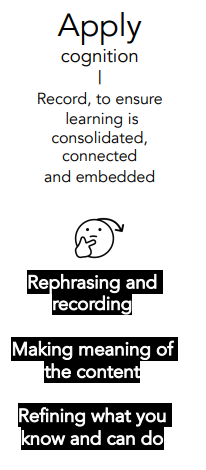 Apply
cognition
|
Record, to ensure
learning is
consolidated,
connected
and embedded
Rephrasing and
recording
Making meaning of
the content
Refining what you
know and can do